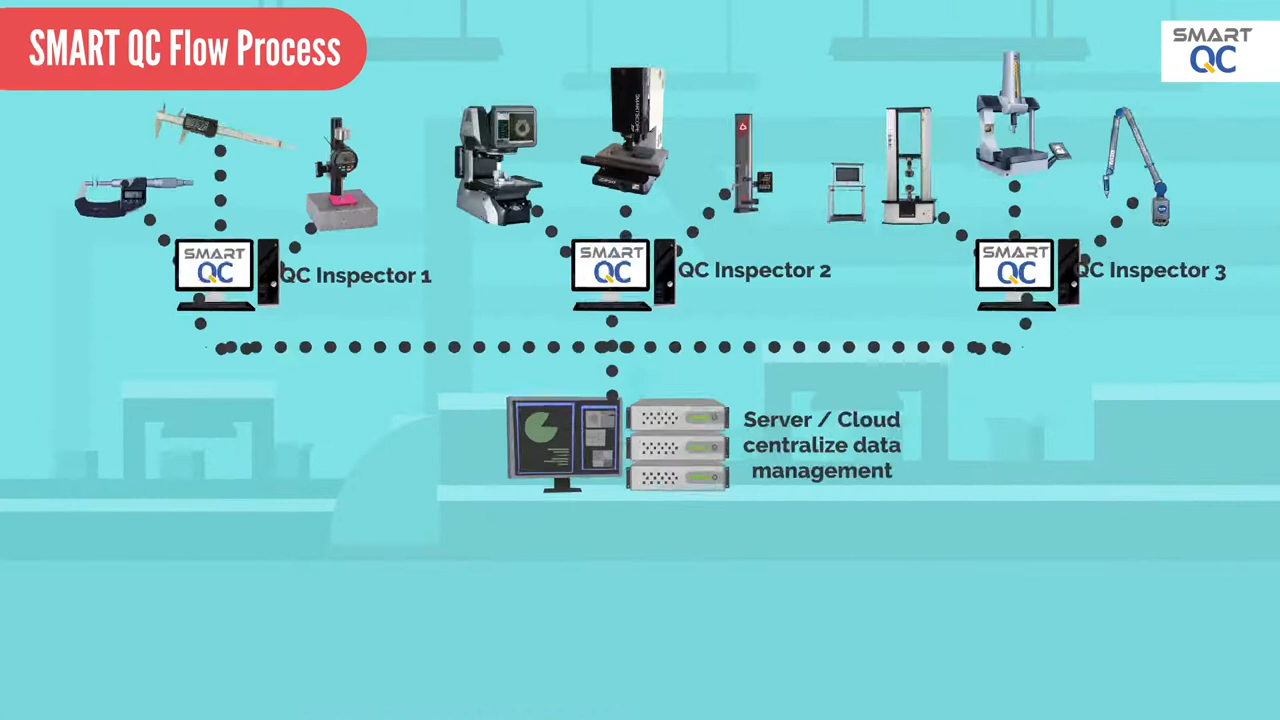 SMART QC Flow Process
SMART
QC
SMART
QC
QC Inspector 1
SMART
QC
QC Inspector 2
SMART
QC
QC Inspector 3
Server / Cloud
centralize data
management